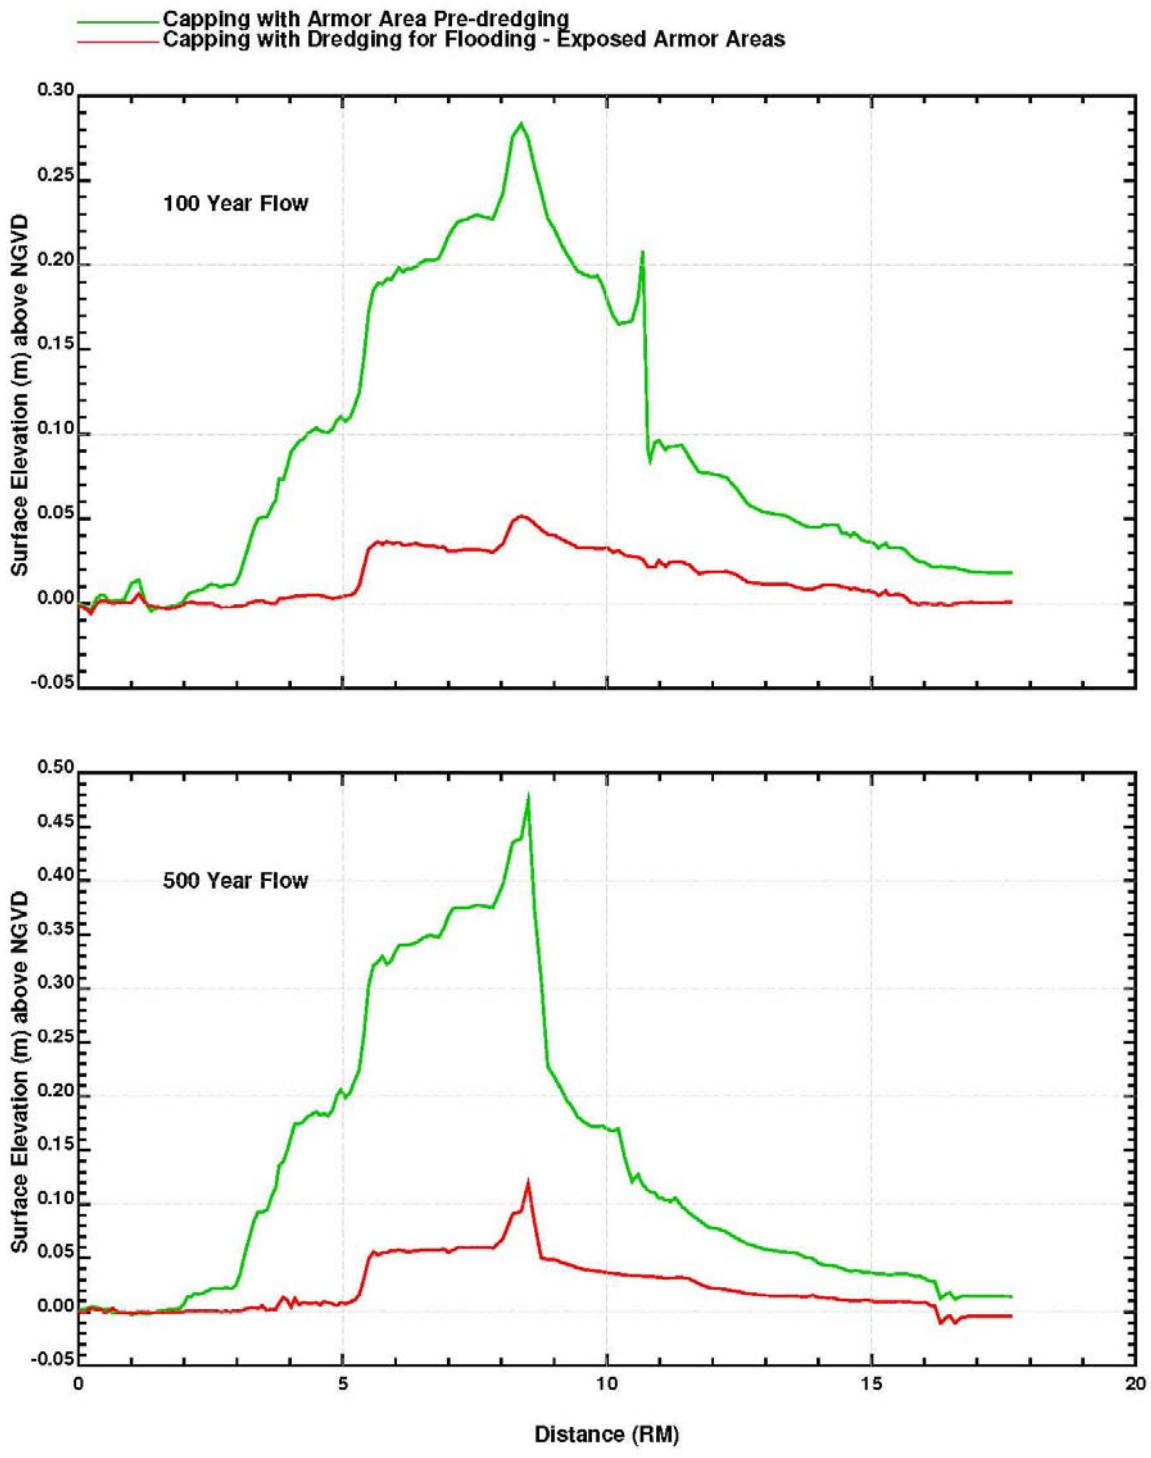 Capping with Armor Area Pre-dredging
Capping with Dredging for Flooding - Exposed Armor Areas
0.30
0.25
0.20
0.15
0.10
0.05
0.00
-0.05
Surface Elevation (m) above NGVD
100 Year Flow
0.50
0.45
0.40
0.35
0.30
0.25
0.20
0.15
0.10
0.05
0.00
-0.05
Surface Elevation (m) above NGVD
500 Year Flow
0 5 10 15 20
Distance (RM)